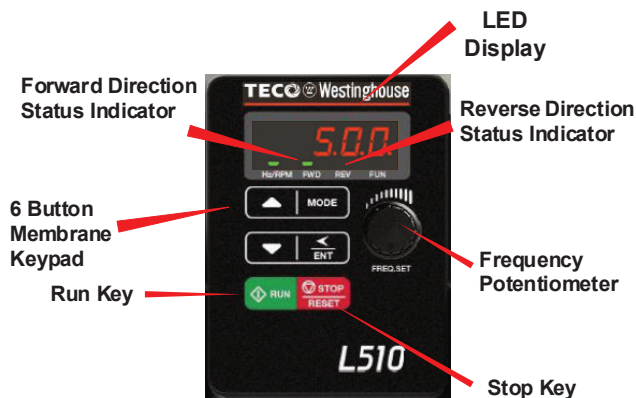 LED
Display
Forward Direction
Status Indicator
TECO Westinghouse
Reverse Direction
Status Indicator
5.0.0.
Hz/RPM FWD REV FUN
6 Button
Membrane
Keypad
MODE
<
ENT
FREQ.SET
Frequency
Potentiometer
Run Key
RUN
STOP
RESET
L510
Stop Key